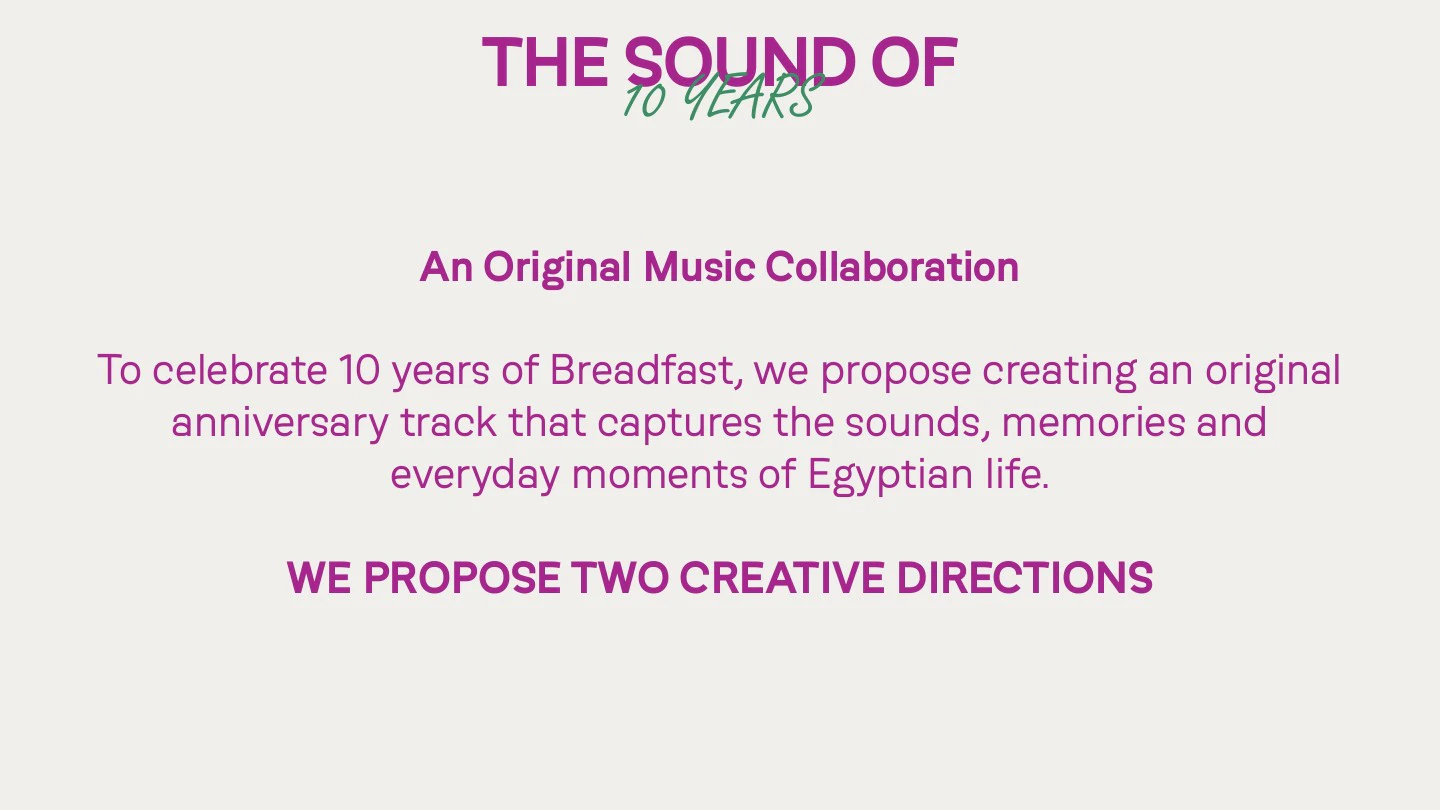 THE SOUND OF
10 YEARS
An Original Music Collaboration
To celebrate 10 years of Breadfast, we propose creating an original
anniversary track that captures the sounds, memories and
everyday moments of Egyptian life.
WE PROPOSE TWO CREATIVE DIRECTIONS